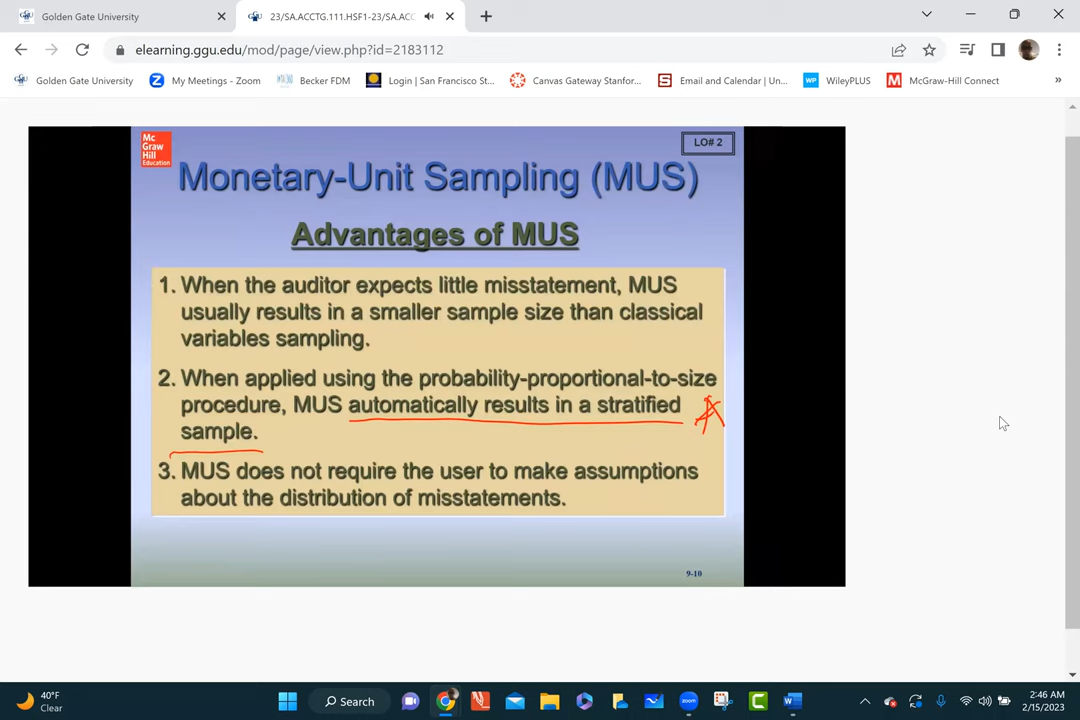 Golden Gate University
23/SA.ACCTG.111.HSF1-23/SA.ACC
elearning.ggu.edu/mod/page/view.php?id=2183112
Golden Gate University
My Meetings - Zoom
Becker FDM
Login | San Francisco St...
Canvas Gateway Stanfor...
Email and Calendar | Un...
WP
WileyPLUS
M
McGraw-Hill Connect
»
Mc
Graw
Hill
Education
LO# 2
Monetary-Unit Sampling (MUS)
Advantages of MUS
1. When the auditor expects little misstatement, MUS
usually results in a smaller sample size than classical
variables sampling.
2. When applied using the probability-proportional-to-size
procedure, MUS automatically results in a stratified
sample.
3. MUS does not require the user to make assumptions
about the distribution of misstatements.
9-10
40°F
Clear
Search
zoom
2:46 AM
2/15/2023